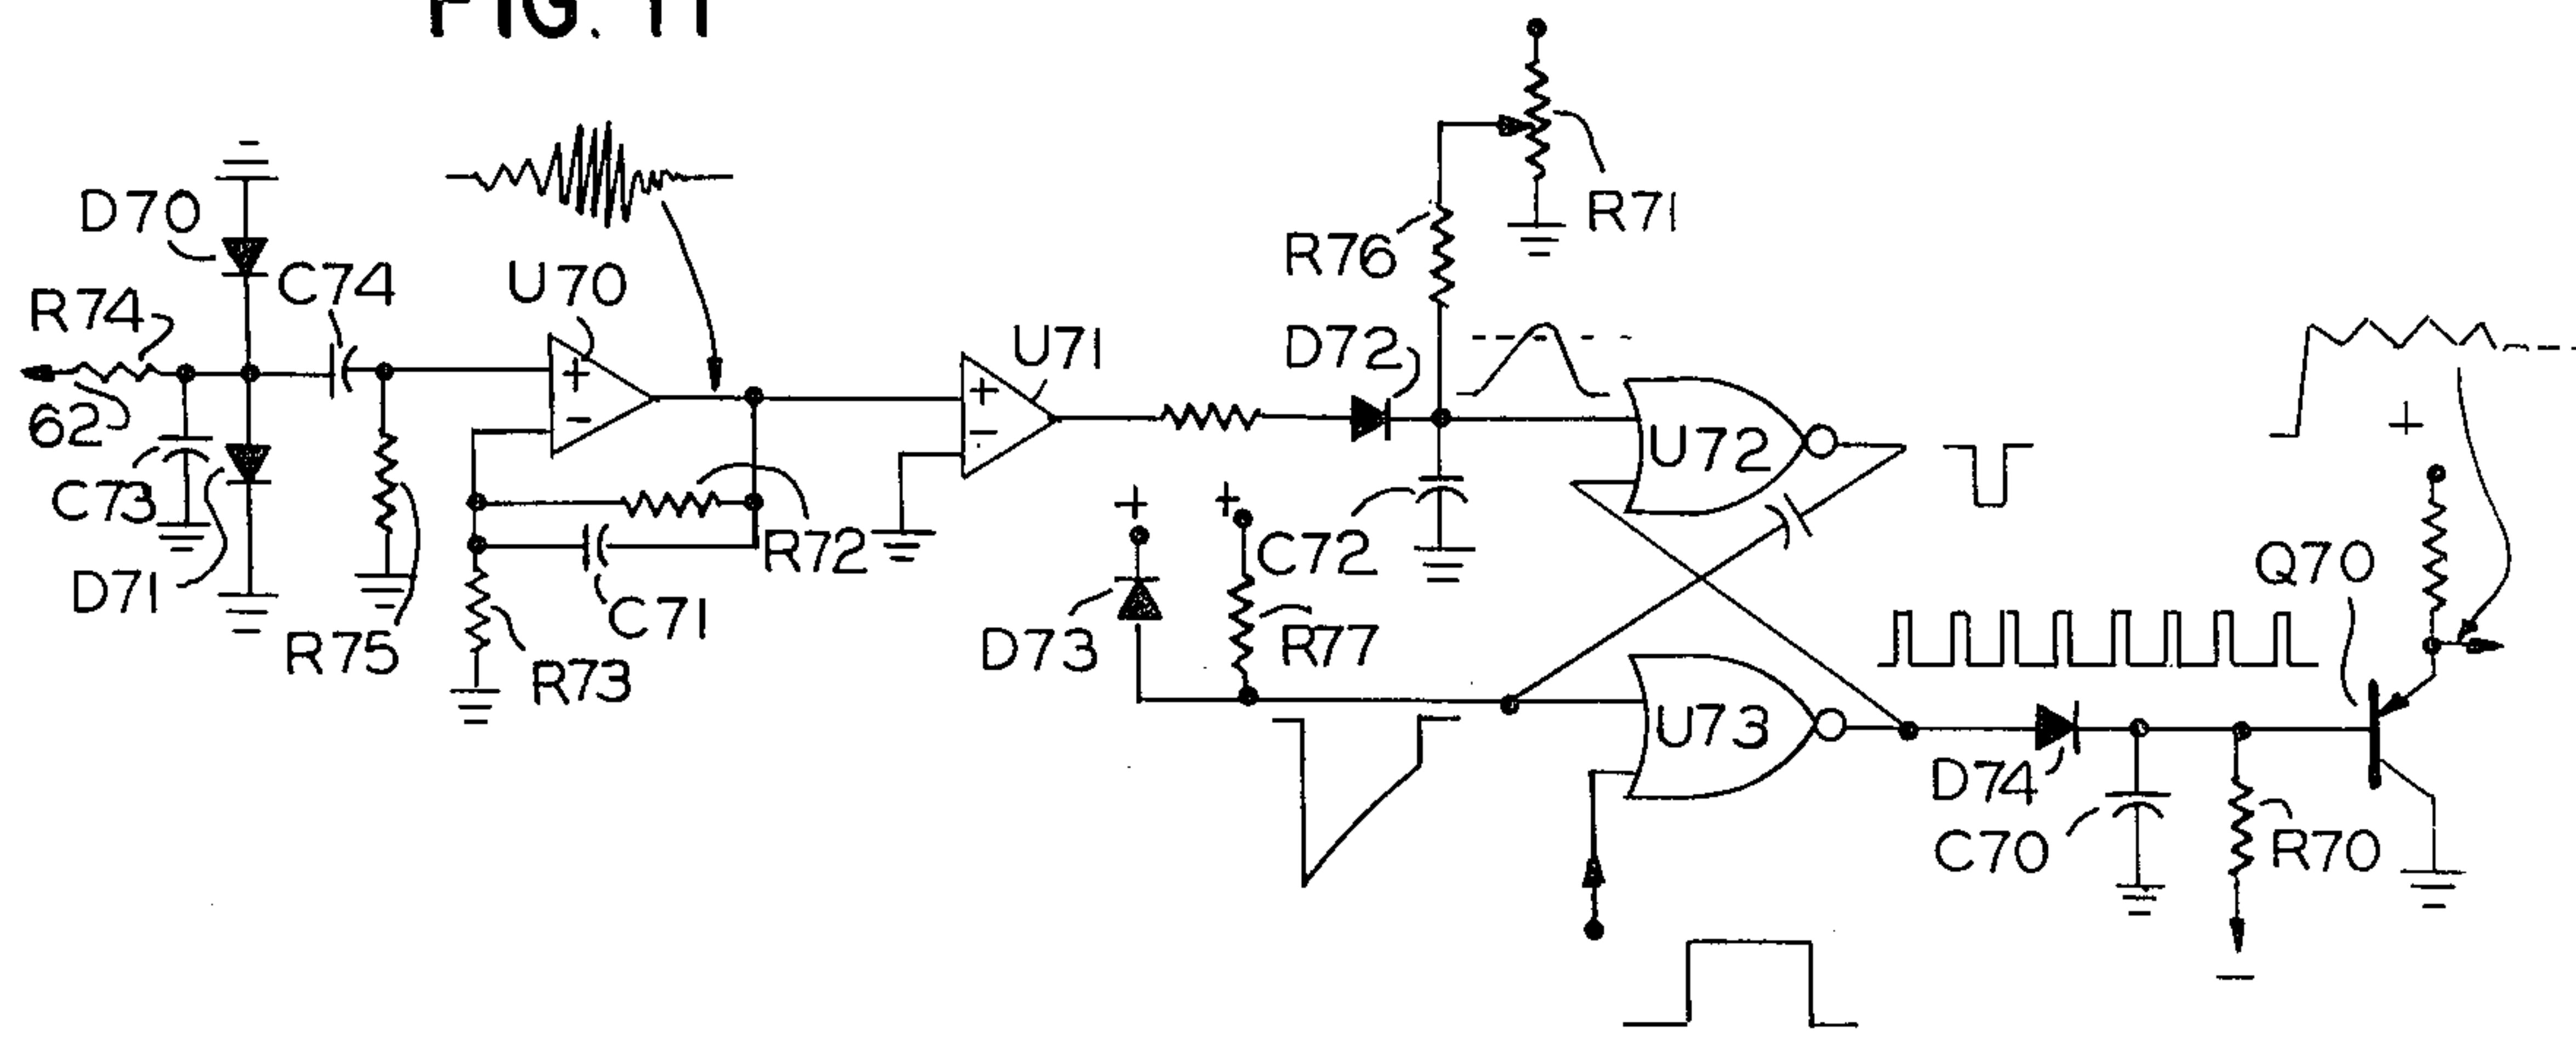 FIG. 11
D70
R74
C74
U70
62
C73
D71
R75
R73
C71
R72
U71
R71
R76
D72
U72
C72
D73
R77
U73
Q70
D74
C70
R70
+
-
+
-
+
+
+
-